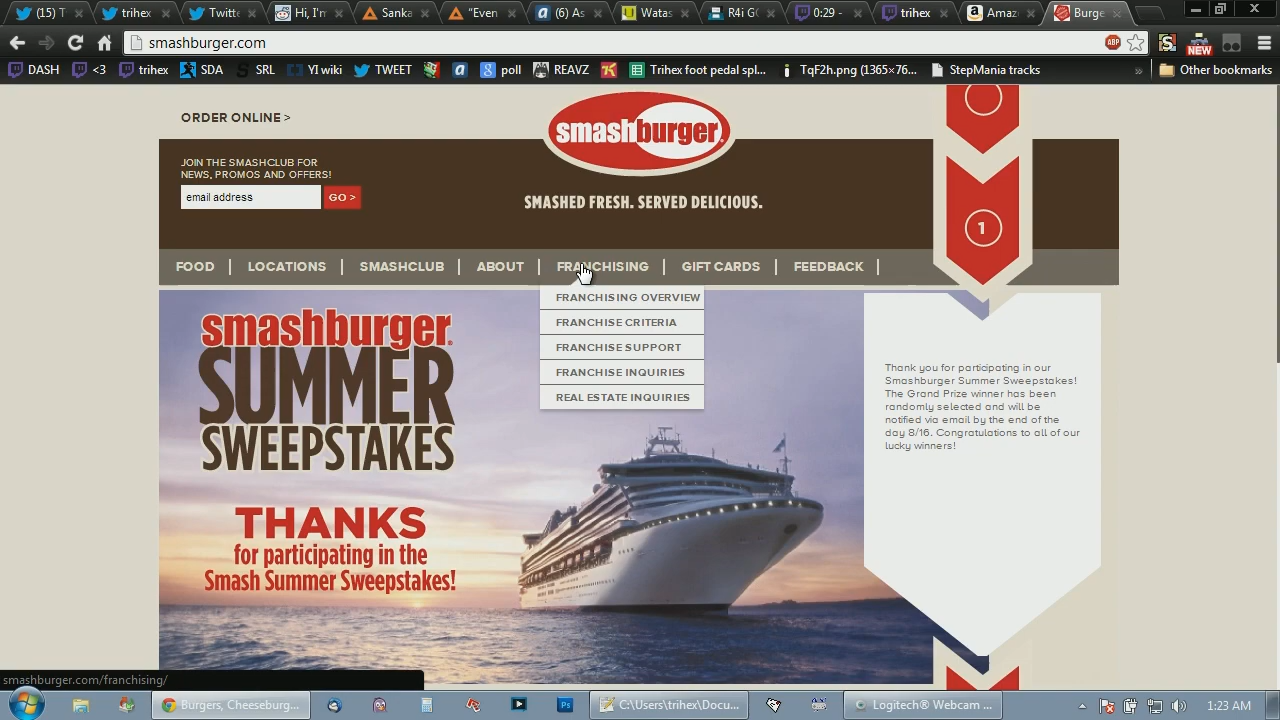 (15) T
trihex
Twitte
Hi, I'm
Sanka
"Even
(6) As
Watas
R4i G
0:29 -
trihex
Amaz
Burge
smashburger.com
ABP
NEW
DASH
<3
trihex
SDA
SRL
YI wiki
TWEET
poll
REAVZ
Trihex foot pedal spl...
TqF2h.png (1365×76...
StepMania tracks
»
Other bookmarks
ORDER ONLINE >
smashburger.
JOIN THE SMASHCLUB FOR
NEWS, PROMOS AND OFFERS!
email address
GO >
SMASHED FRESH. SERVED DELICIOUS.
1
FOOD
LOCATIONS
SMASHCLUB
ABOUT
FRANCHISING
GIFT CARDS
FEEDBACK
FRANCHISING OVERVIEW
FRANCHISE CRITERIA
FRANCHISE SUPPORT
FRANCHISE INQUIRIES
REAL ESTATE INQUIRIES
smashburger.
SUMMER
SWEEPSTAKES
THANKS
for participating in the
Smash Summer Sweepstakes!
Thank you for participating in our
Smashburger Summer Sweepstakes!
The Grand Prize winner has been
randomly selected and will be
notified via email by the end of the
day 8/16. Congratulations to all of our
lucky winners!
smashburger.com/franchising/
Burgers, Cheeseburg...
Ps
C:\Users\trihex\Docu...
Logitech® Webcam ...
1:23 AM